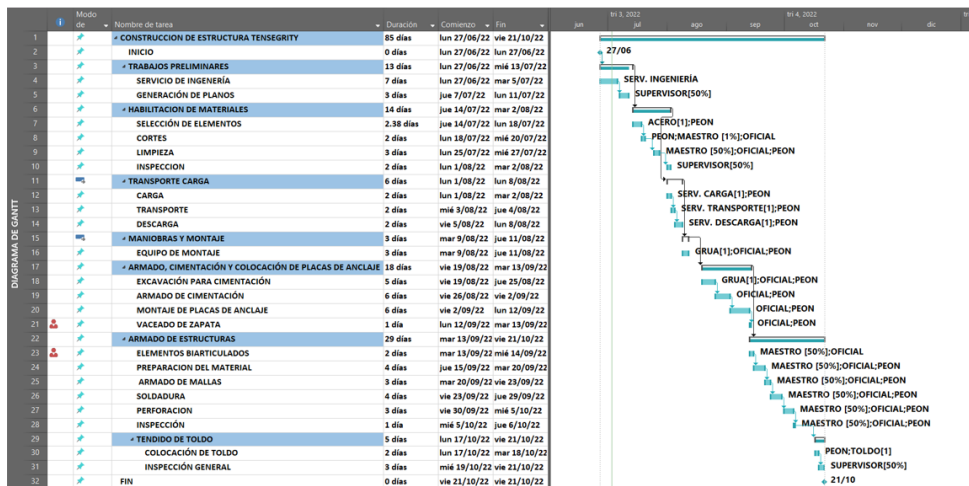 Modo de Nombre de tarea Duración Comienzo Fin jun tri 3, 2022 jul ago sep tri 4, 2022 oct nov dic tri
DIAGRAMA DE GANTT
1 CONSTRUCCION DE ESTRUCTURA TENSEGRITY 85 días lun 27/06/22 vie 21/10/22
2 INICIO 0 días lun 27/06/22 lun 27/06/22 27/06
3 TRABAJOS PRELIMINARES 13 días lun 27/06/22 mié 13/07/22
4 SERVICIO DE INGENERÍA 7 días lun 27/06/22 mar 5/07/22 SERV. INGENIERÍA
5 GENERACIÓN DE PLANOS 3 días jue 7/07/22 lun 11/07/22 SUPERVISOR[50%]
6 HABILITACION DE MATERIALES 14 días jue 14/07/22 mar 2/08/22
7 SELECCIÓN DE ELEMENTOS 2.38 días jue 14/07/22 lun 18/07/22 ACERO[1];PEON
8 CORTES 2 días lun 18/07/22 mié 20/07/22 PEON;MAESTRO [1%];OFICIAL
9 LIMPIEZA 3 días lun 25/07/22 mié 27/07/22 MAESTRO [50%];OFICIAL;PEON
10 INSPECCION 2 días lun 1/08/22 mar 2/08/22 SUPERVISOR[50%]
11 TRANSPORTE CARGA 6 días lun 1/08/22 lun 8/08/22
12 CARGA 2 días lun 1/08/22 mar 2/08/22 SERV. CARGA[1];PEON
13 TRANSPORTE 2 días mié 3/08/22 jue 4/08/22 SERV. TRANSPORTE[1];PEON
14 DESCARGA 2 días vie 5/08/22 lun 8/08/22 SERV. DESCARGA[1];PEON
15 MANIOBRAS Y MONTAJE 3 días mar 9/08/22 jue 11/08/22
16 EQUIPO DE MONTAJE 3 días mar 9/08/22 jue 11/08/22 GRUA[1];OFICIAL;PEON
17 ARMADO, CIMENTACIÓN Y COLOCACIÓN DE PLACAS DE ANCLAJE 18 días vie 19/08/22 mar 13/09/22
18 EXCAVACIÓN PARA CIMENTACIÓN 5 días vie 19/08/22 jue 25/08/22 GRUA[1];OFICIAL;PEON
19 ARMADO DE CIMENTACIÓN 6 días vie 26/08/22 vie 2/09/22 OFICIAL;PEON
20 MONTAJE DE PLACAS DE ANCLAJE 6 días vie 2/09/22 lun 12/09/22 OFICIAL;PEON
21 VACEADO DE ZAPATA 1 día lun 12/09/22 mar 13/09/22 OFICIAL;PEON
22 ARMADO DE ESTRUCTURAS 29 días mar 13/09/22 vie 21/10/22
23 ELEMENTOS BIARTICULADOS 2 días mar 13/09/22 mié 14/09/22 MAESTRO [50%];OFICIAL
24 PREPARACION DEL MATERIAL 4 días jue 15/09/22 mar 20/09/22 MAESTRO [50%];OFICIAL;PEON
25 ARMADO DE MALLAS 3 días mar 20/09/22 vie 23/09/22 MAESTRO [50%];OFICIAL;PEON
26 SOLDADURA 4 días vie 23/09/22 jue 29/09/22 MAESTRO [50%];OFICIAL;PEON
27 PERFORACION 3 días vie 30/09/22 mié 5/10/22 MAESTRO [50%];OFICIAL;PEON
28 INSPECCIÓN 1 día mié 5/10/22 jue 6/10/22 MAESTRO [50%];OFICIAL;PEON
29 TENDIDO DE TOLDO 5 días lun 17/10/22 vie 21/10/22
30 COLOCACIÓN DE TOLDO 2 días lun 17/10/22 mar 18/10/22 PEON;TOLDO[1]
31 INSPECCIÓN GENERAL 3 días mié 19/10/22 vie 21/10/22 SUPERVISOR[50%]
32 FIN 0 días vie 21/10/22 vie 21/10/22 21/10